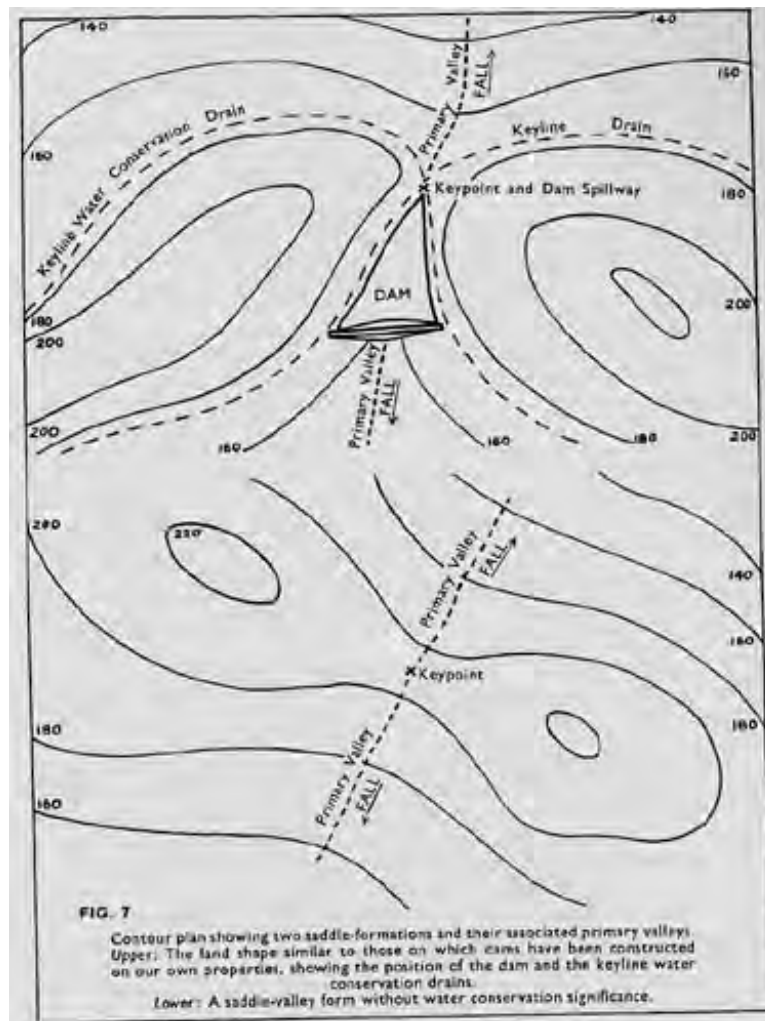 140
140
150
Primary Valley
FALL
Keyline Water Conservation Drain
Keyline Drain
160
180
Keypoint and Dam Spillway
DAM
200
180
200
Primary Valley
FALL
200
160
160
180
200
200
220
Primary Valley
FALL
140
160
Keypoint
180
180
Primary Valley
FALL
160
FIG. 7
Contour plan showing two saddle-formations and their associated primary valleys.
Upper: The land shape similar to those on which dams have been constructed
on our own properties, showing the position of the dam and the keyline water
conservation drains.
Lower: A saddle-valley form without water conservation significance.